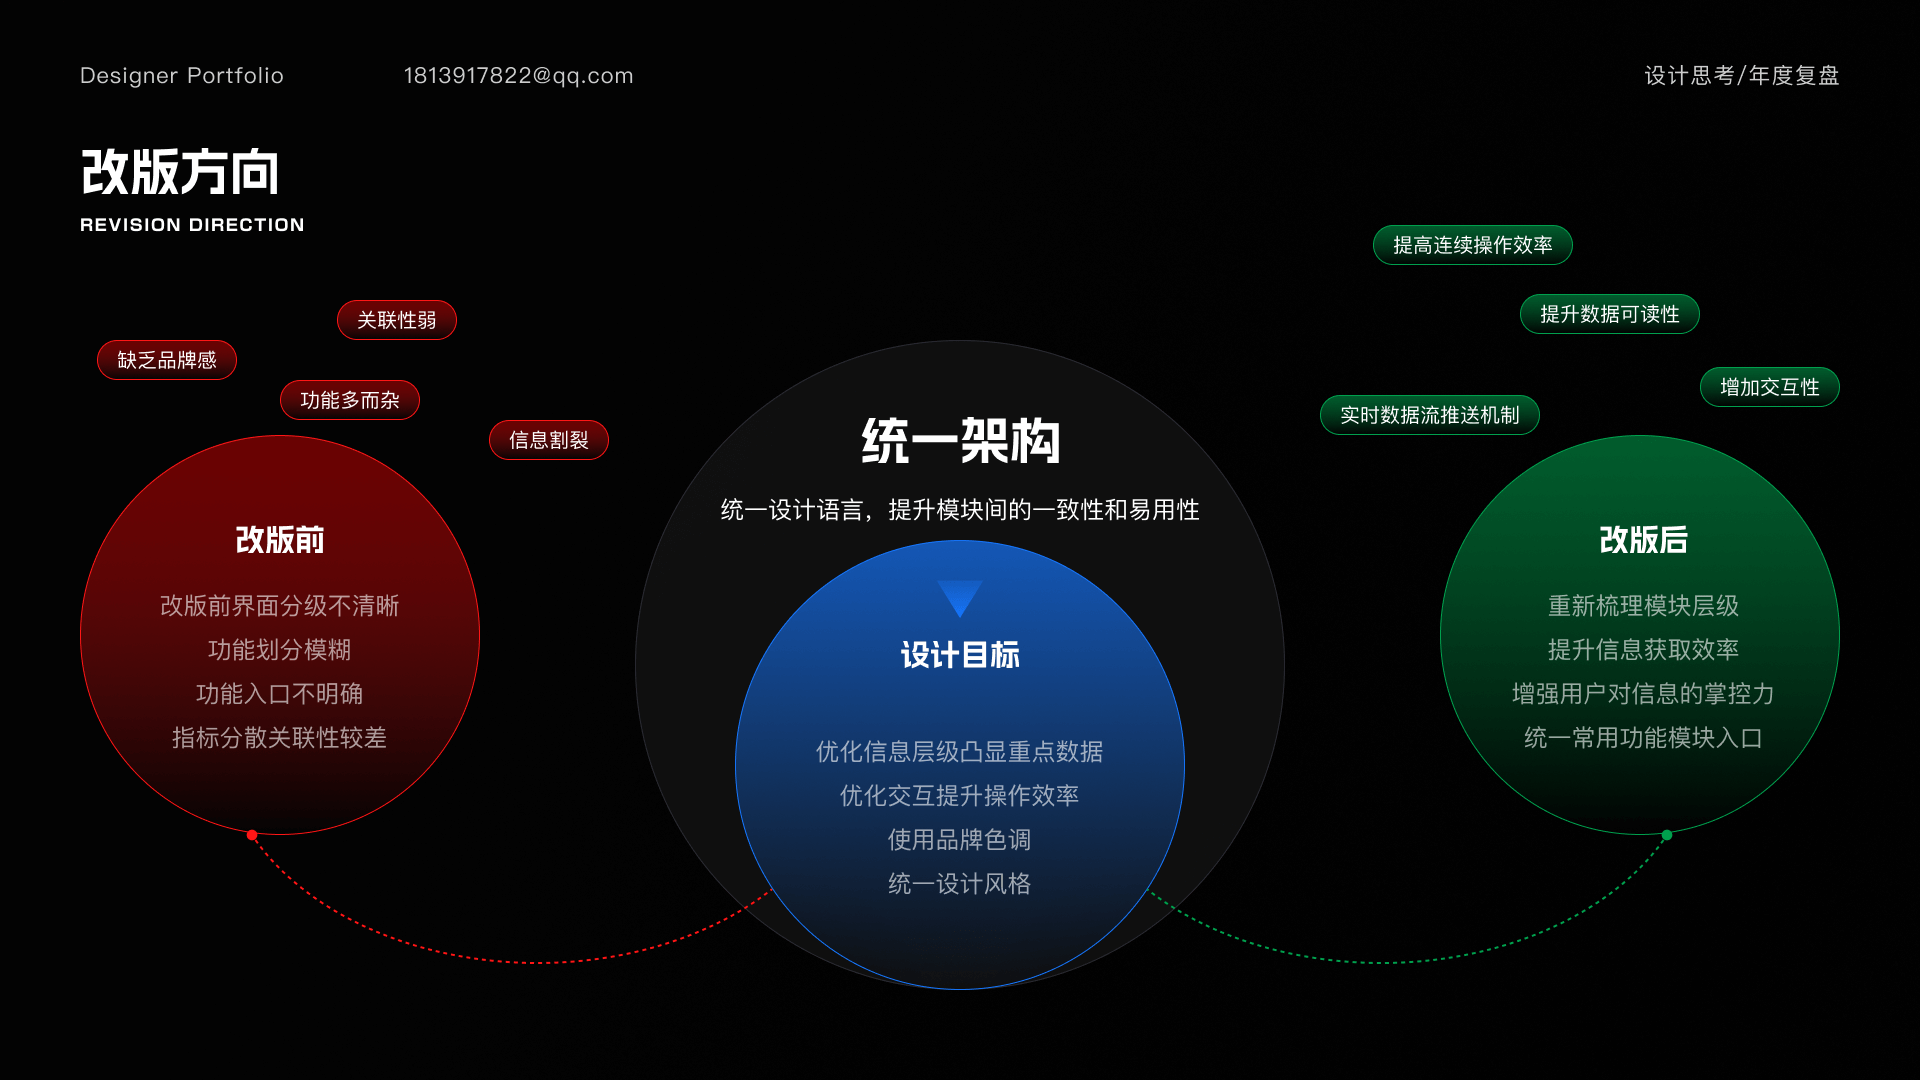 Designer Portfolio
1813917822@qq.com
设计思考/年度复盘
改版方向
REVISION DIRECTION
关联性弱
缺乏品牌感
功能多而杂
信息割裂
改版前
改版前界面分级不清晰
功能划分模糊
功能入口不明确
指标分散关联性较差
统一架构
统一设计语言，提升模块间的一致性和易用性
设计目标
优化信息层级凸显重点数据
优化交互提升操作效率
使用品牌色调
统一设计风格
提高连续操作效率
提升数据可读性
增加交互性
实时数据流推送机制
改版后
重新梳理模块层级
提升信息获取效率
增强用户对信息的掌控力
统一常用功能模块入口